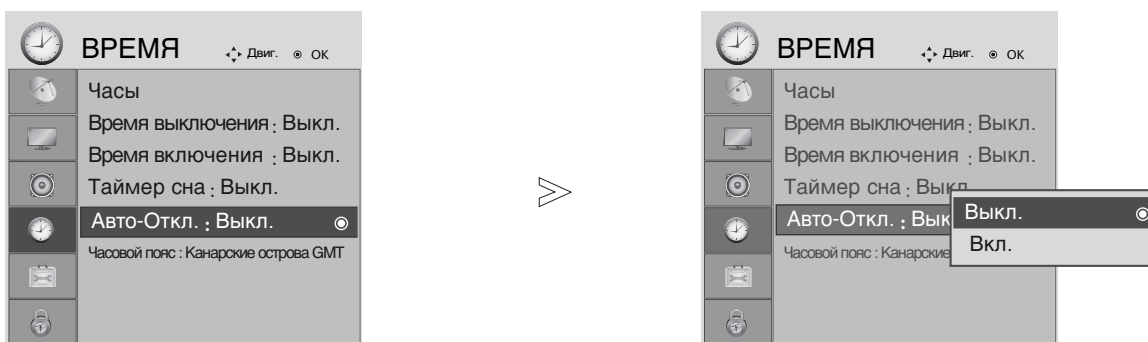 ВРЕМЯ Двиг. OK
Часы
Время выключения : Выкл.
Время включения : Выкл.
Таймер сна : Выкл.
Авто-Откл. : Выкл.
Часовой пояс : Канарские острова GMT
>
ВРЕМЯ Двиг. OK
Часы
Время выключения : Выкл.
Время включения : Выкл.
Таймер сна : Выкл.
Авто-Откл. : Вык
Часовой пояс : Канарские
Выкл.
Вкл.